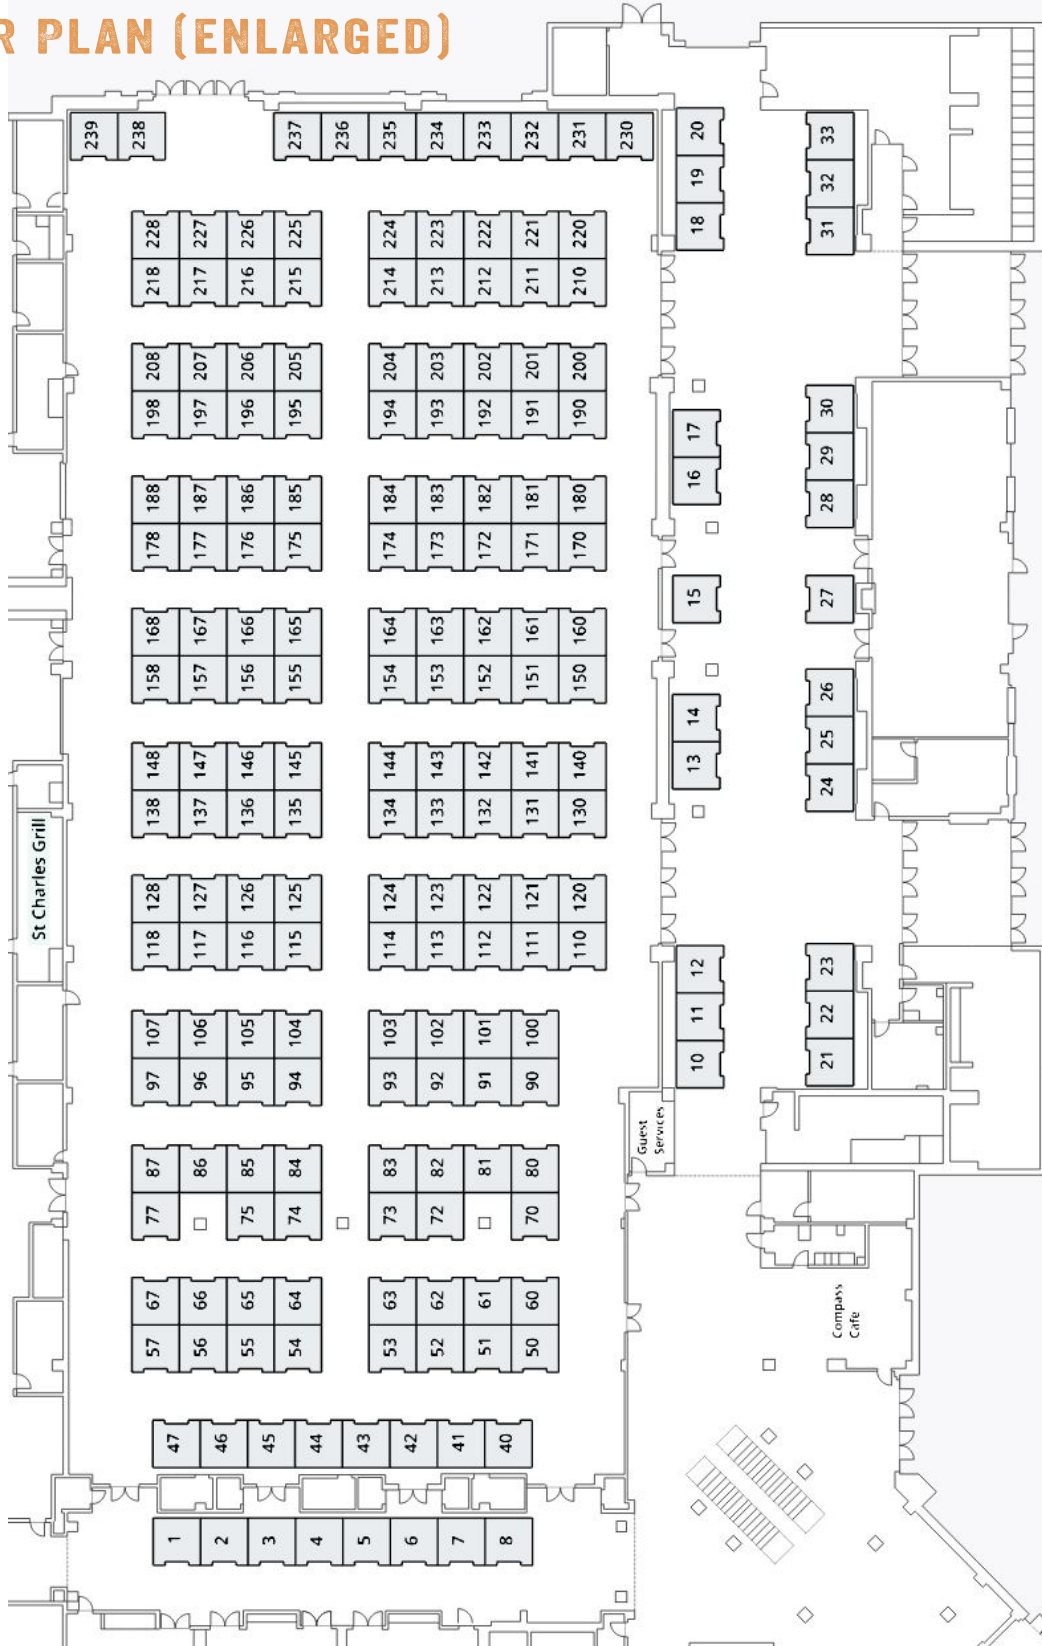 R PLAN (ENLARGED)
239 238 237 236 235 234 233 232 231 230
20 33
19 32
18 31
228 227 226 225 224 223 222 221 220
218 217 216 215 214 213 212 211 210
208 207 206 205 204 203 202 201 200
198 197 196 195 194 193 192 191 190
17 30
16 29
28
188 187 186 185 184 183 182 181 180
178 177 176 175 174 173 172 171 170
15 27
168 167 166 165 164 163 162 161 160
158 157 156 155 154 153 152 151 150
14 26
13 25
24
148 147 146 145 144 143 142 141 140
138 137 136 135 134 133 132 131 130
St Charles Grill
128 127 126 125 124 123 122 121 120
118 117 116 115 114 113 112 111 110
12 23
11 22
10 21
107 106 105 104 103 102 101 100
97 96 95 94 93 92 91 90
Guest
Services
87 86 85 84 83 82 81 80
77 75 74 73 72 70
67 66 65 64 63 62 61 60
57 56 55 54 53 52 51 50
Compass
Cafe
47 46 45 44 43 42 41 40
1 2 3 4 5 6 7 8